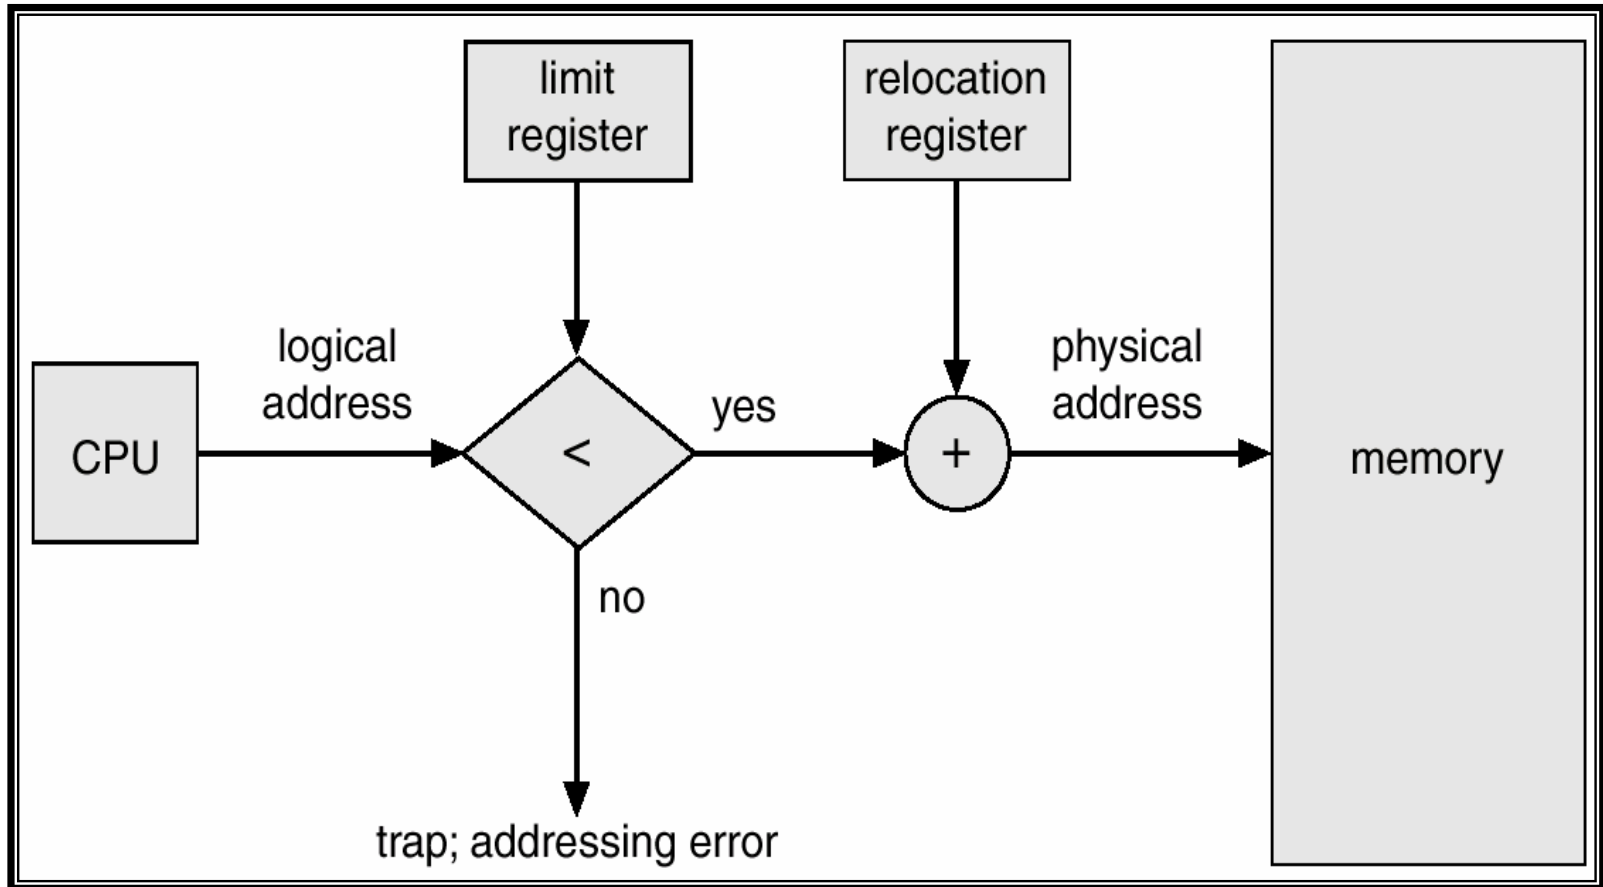 limit
register
relocation
register
logical
address
physical
address
yes
CPU
<
+
memory
no
trap; addressing error